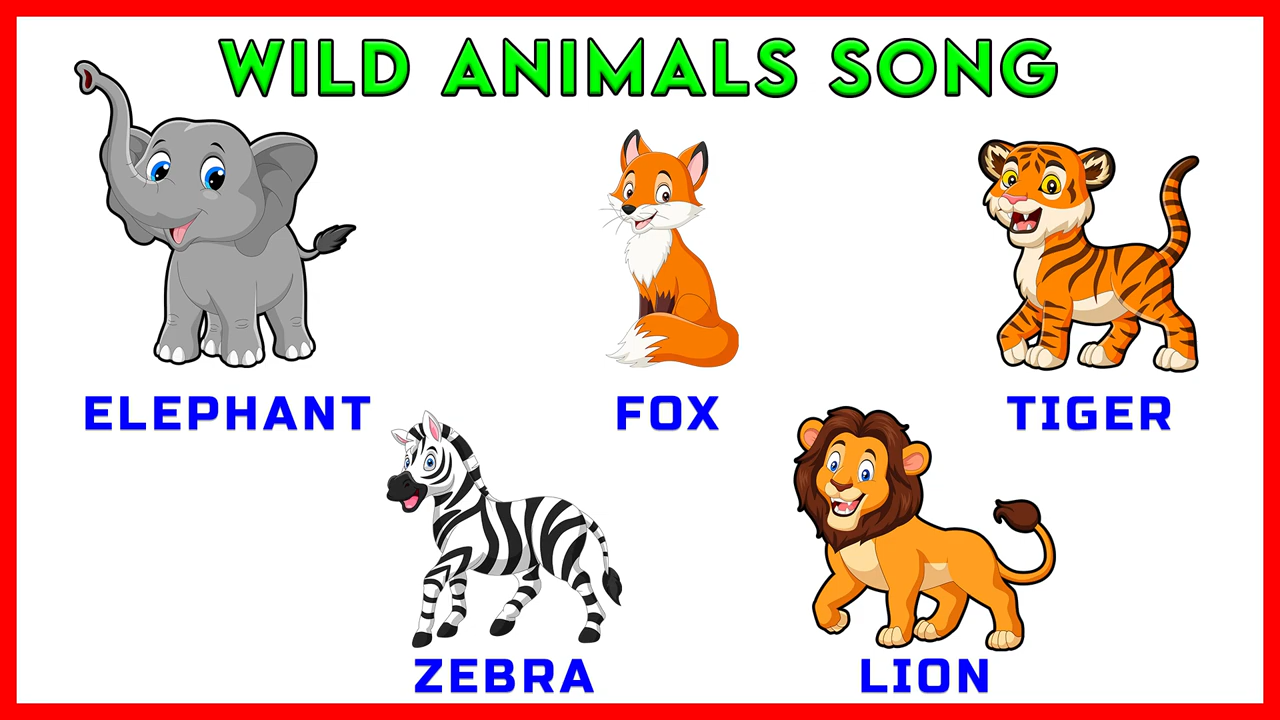 WILD ANIMALS SONG
ELEPHANT
FOX
TIGER
ZEBRA
LION